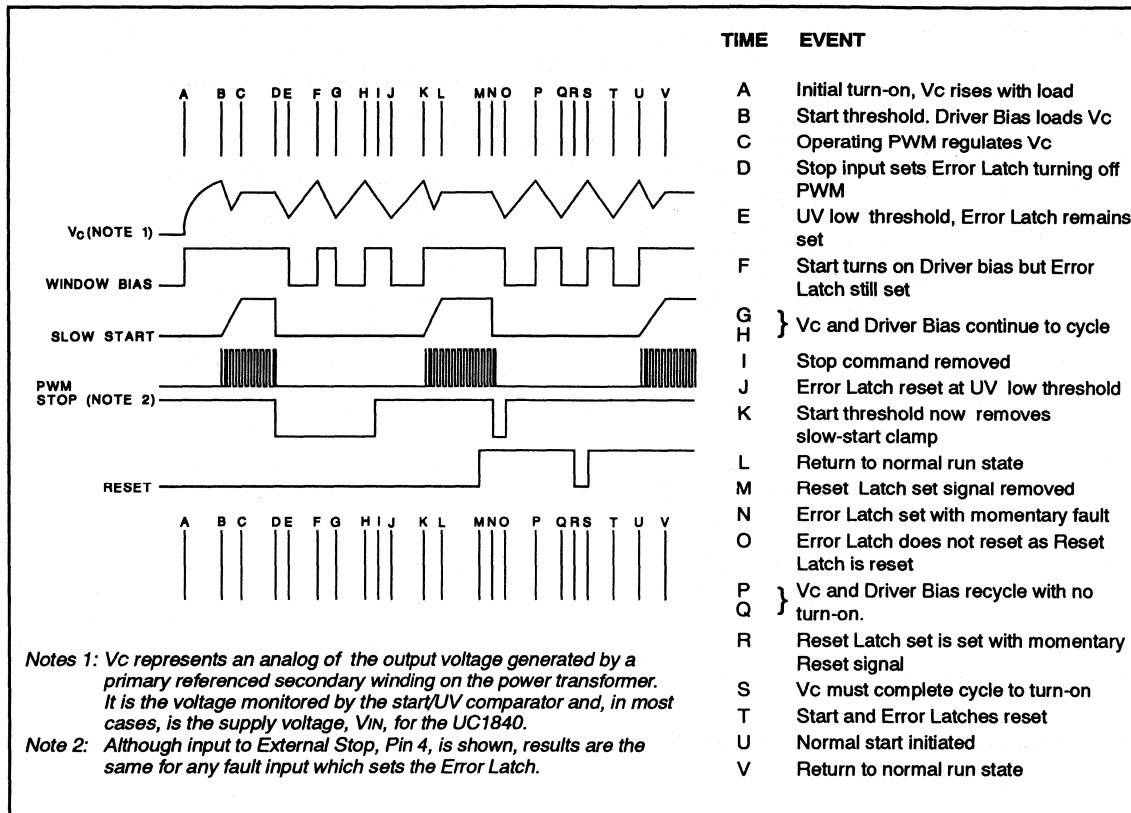 TIME EVENT
A B C D E F G H I J K L M N O P Q R S T U V
VC (NOTE 1)
WINDOW BIAS
SLOW START
PWM
STOP (NOTE 2)
RESET
A B C D E F G H I J K L M N O P Q R S T U V
A Initial turn-on, Vc rises with load
B Start threshold. Driver Bias loads Vc
C Operating PWM regulates Vc
D Stop input sets Error Latch turning off
PWM
E UV low threshold, Error Latch remains
set
F Start turns on Driver bias but Error
Latch still set
G
H } Vc and Driver Bias continue to cycle
I Stop command removed
J Error Latch reset at UV low threshold
K Start threshold now removes
slow-start clamp
L Return to normal run state
M Reset Latch set signal removed
N Error Latch set with momentary fault
O Error Latch does not reset as Reset
Latch is reset
P } Vc and Driver Bias recycle with no
Q turn-on.
R Reset Latch set is set with momentary
Reset signal
S Vc must complete cycle to turn-on
T Start and Error Latches reset
U Normal start initiated
V Return to normal run state
Notes 1: Vc represents an analog of the output voltage generated by a
primary referenced secondary winding on the power transformer.
It is the voltage monitored by the start/UV comparator and, in most
cases, is the supply voltage, VIN, for the UC1840.
Note 2: Although input to External Stop, Pin 4, is shown, results are the
same for any fault input which sets the Error Latch.